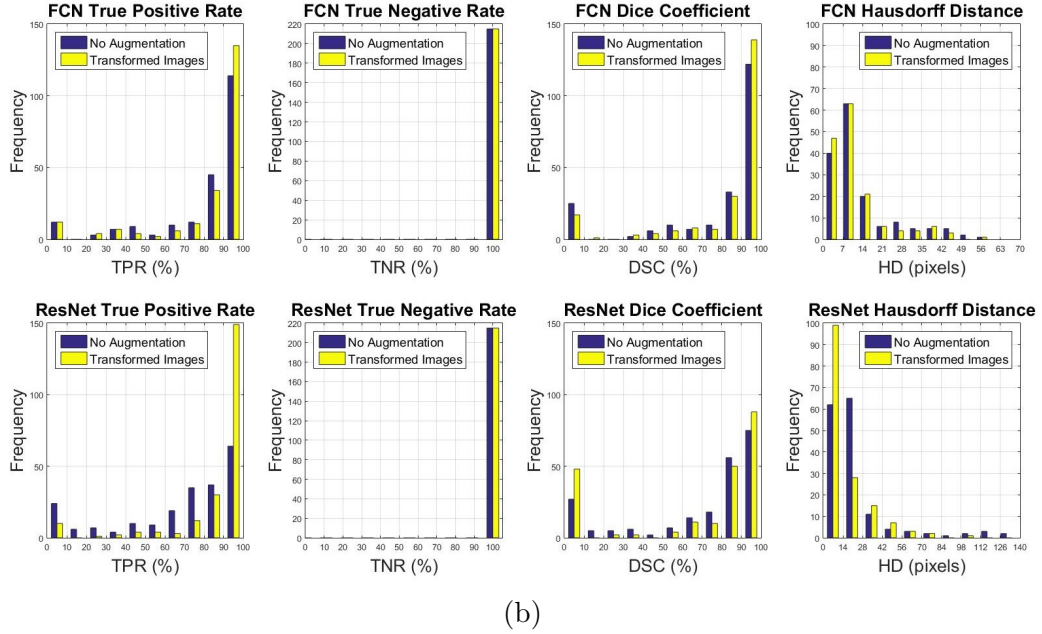 FCN True Positive Rate
150
100
50
0
Frequency
No Augmentation
Transformed Images
0 10 20 30 40 50 60 70 80 90 100
TPR (%)
FCN True Negative Rate
220
200
180
160
140
120
100
80
60
40
20
0
Frequency
No Augmentation
Transformed Images
0 10 20 30 40 50 60 70 80 90 100
TNR (%)
FCN Dice Coefficient
150
100
50
0
Frequency
No Augmentation
Transformed Images
0 10 20 30 40 50 60 70 80 90 100
DSC (%)
FCN Hausdorff Distance
100
90
80
70
60
50
40
30
20
10
0
Frequency
No Augmentation
Transformed Images
0 7 14 21 28 35 42 49 56 63 70
HD (pixels)
ResNet True Positive Rate
150
100
50
0
Frequency
No Augmentation
Transformed Images
0 10 20 30 40 50 60 70 80 90 100
TPR (%)
ResNet True Negative Rate
220
200
180
160
140
120
100
80
60
40
20
0
Frequency
No Augmentation
Transformed Images
0 10 20 30 40 50 60 70 80 90 100
TNR (%)
ResNet Dice Coefficient
150
100
50
0
Frequency
No Augmentation
Transformed Images
0 10 20 30 40 50 60 70 80 90 100
DSC (%)
ResNet Hausdorff Distance
100
90
80
70
60
50
40
30
20
10
0
Frequency
No Augmentation
Transformed Images
0 14 28 42 56 70 84 98 112 126 140
HD (pixels)
(b)